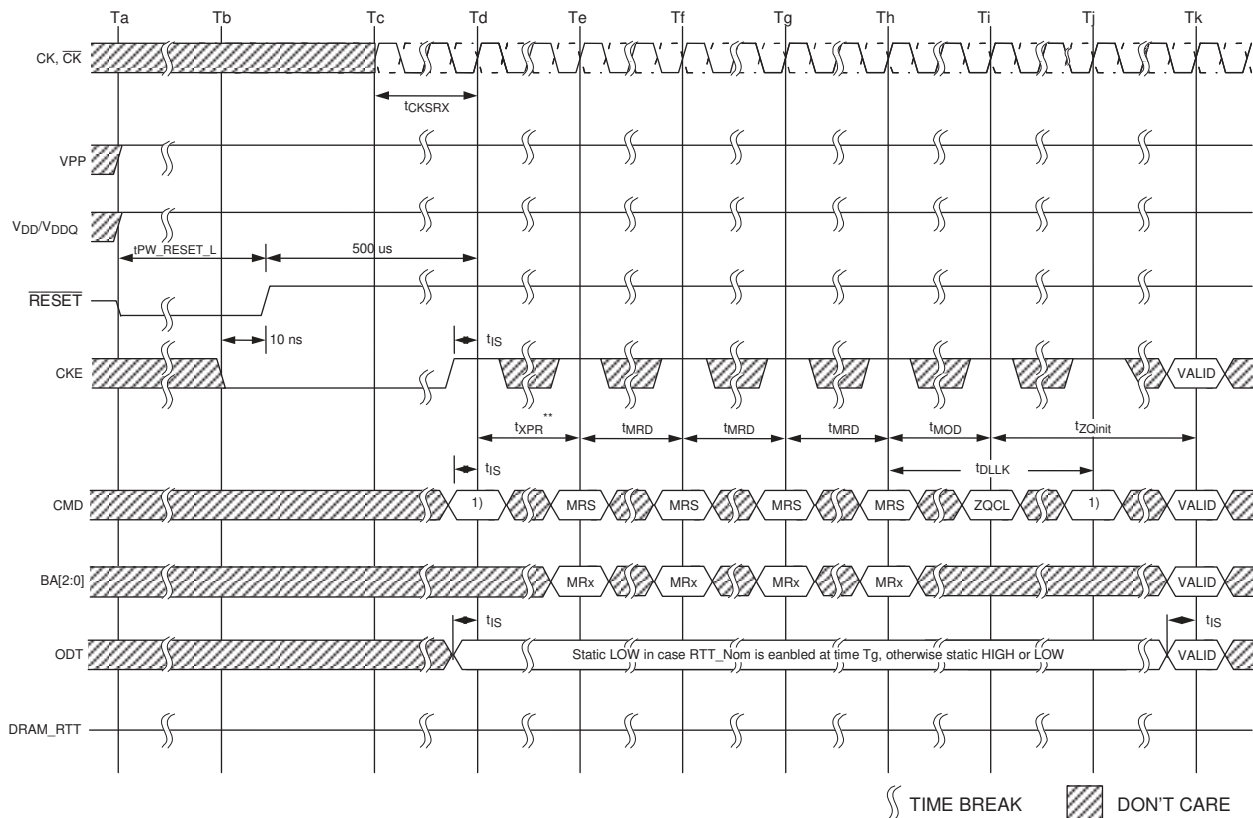 Ta Tb Tc Td Te Tf Tg Th Ti Tj Tk
CK, CK
tCKSRX
VPP
VDD/VDDQ
tPW_RESET_L 500 us
RESET
10 ns tIS
CKE VALID
tXPR** tMRD tMRD tMRD tMOD tZQinit
tIS tDLLK
CMD 1) MRS MRS MRS MRS ZQCL 1) VALID
BA[2:0] MRx MRx MRx MRx VALID
tIS tIS
ODT Static LOW in case RTT_Nom is eanbled at time Tg, otherwise static HIGH or LOW VALID
DRAM_RTT
TIME BREAK DON'T CARE